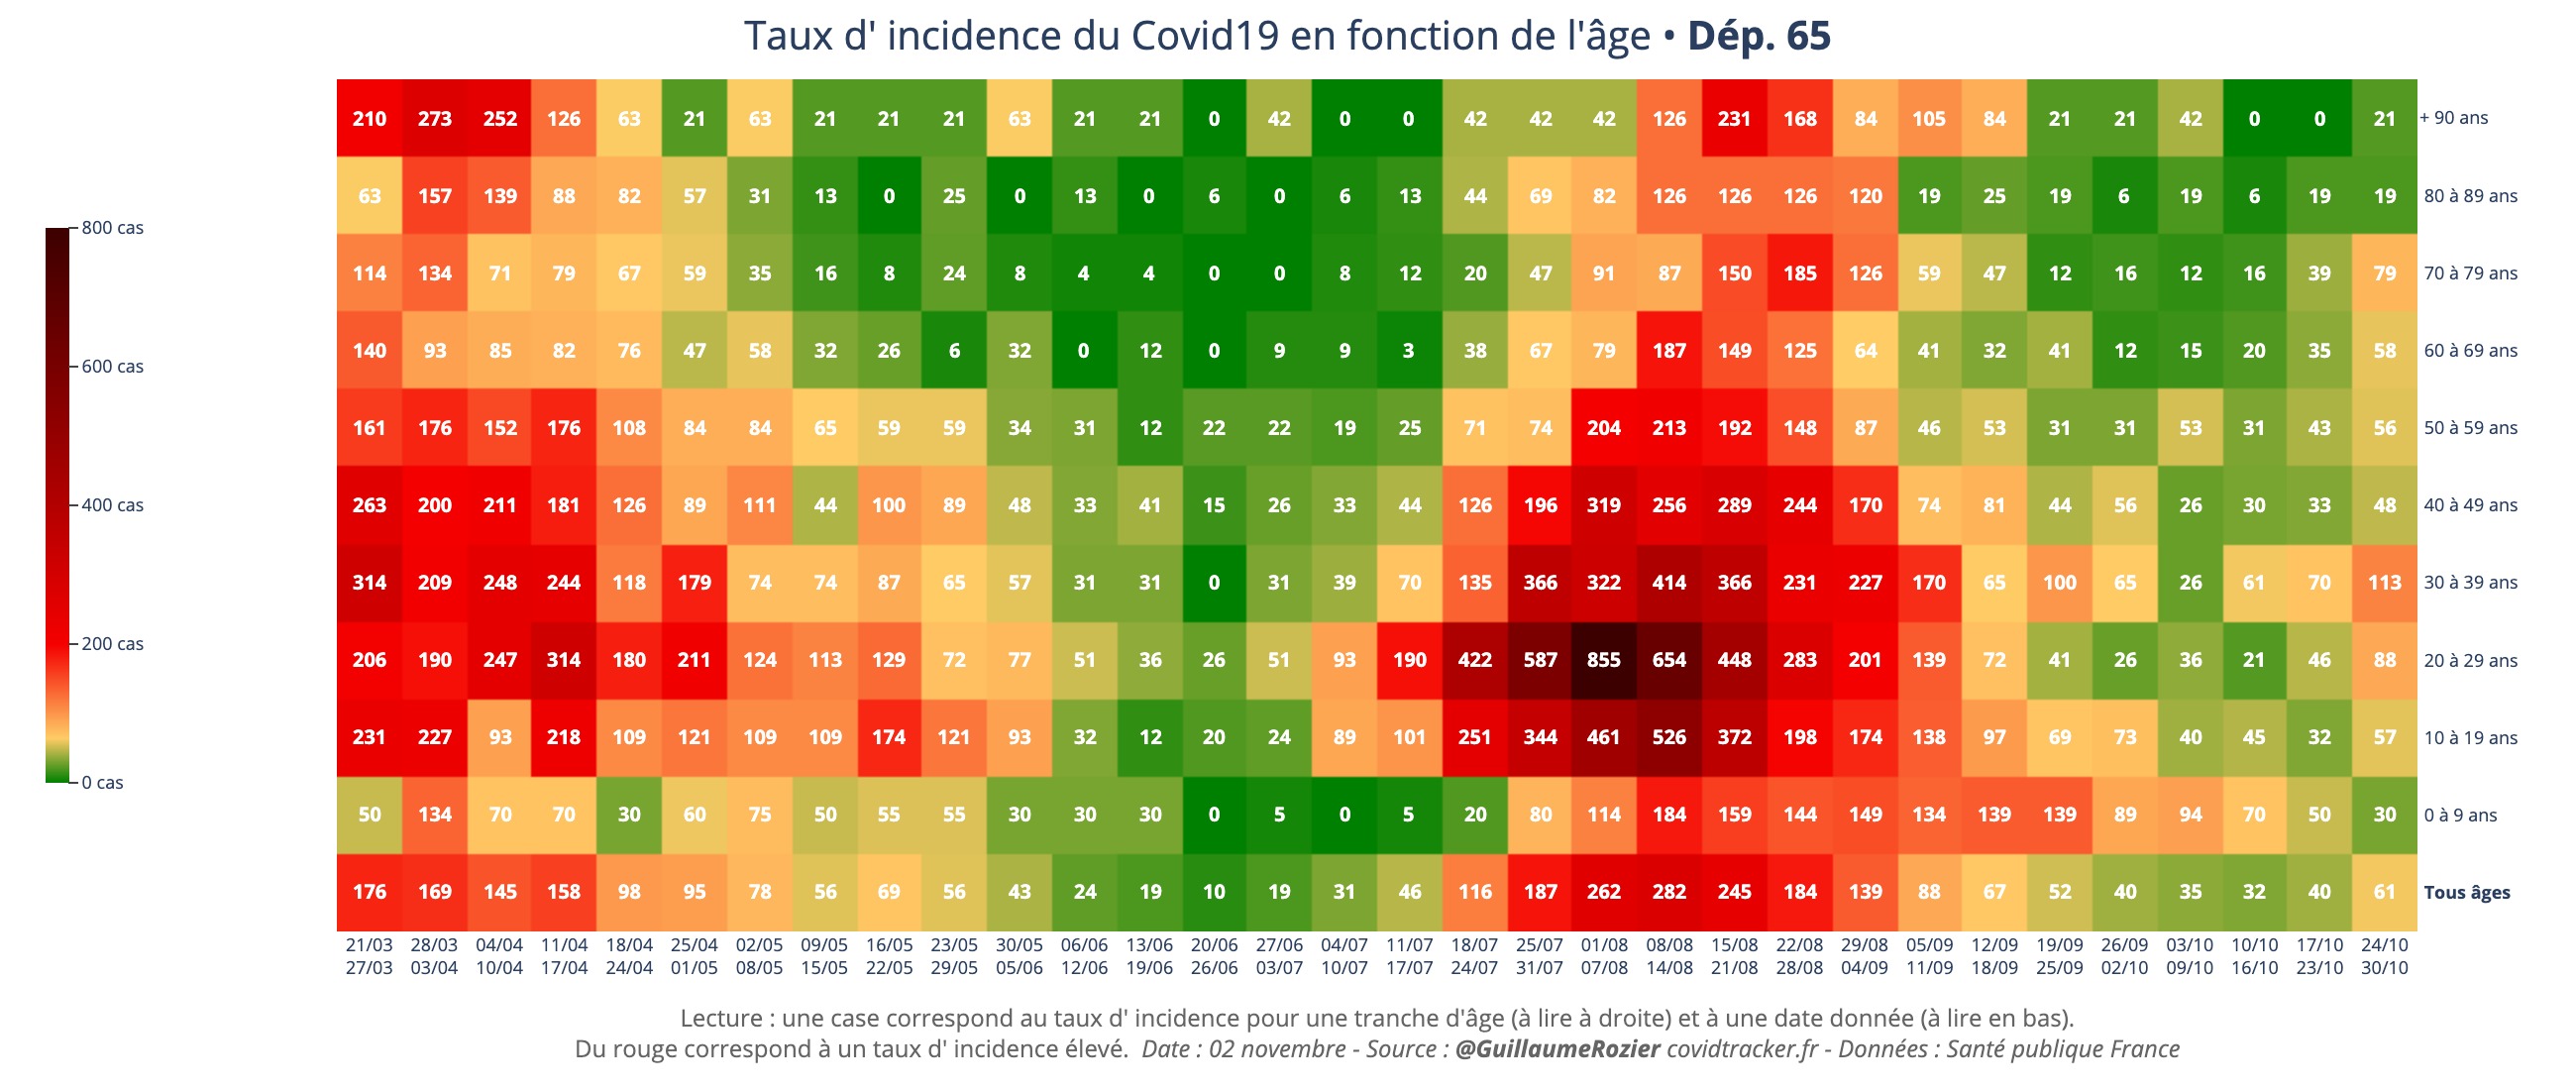 Taux d' incidence du Covid19 en fonction de l'âge • Dép. 65
210 273 252 126 63 21 63 21 21 21 63 21 21 0 42 0 0 42 42 42 126 231 168 84 105 84 21 21 42 0 0 21 + 90 ans
63 157 139 88 82 57 31 13 0 25 0 13 0 6 0 6 13 44 69 82 126 126 126 120 19 25 19 6 19 6 19 19 80 à 89 ans
800 cas
114 134 71 79 67 59 35 16 8 24 8 4 4 0 0 8 12 20 47 91 87 150 185 126 59 47 12 16 12 16 39 79 70 à 79 ans
140 93 85 82 76 47 58 32 26 6 32 0 12 0 9 9 3 38 67 79 187 149 125 64 41 32 41 12 15 20 35 58 60 à 69 ans
600 cas
161 176 152 176 108 84 84 65 59 59 34 31 12 22 22 19 25 71 74 204 213 192 148 87 46 53 31 31 53 31 43 56 50 à 59 ans
400 cas
263 200 211 181 126 89 111 44 100 89 48 33 41 15 26 33 44 126 196 319 256 289 244 170 74 81 44 56 26 30 33 48 40 à 49 ans
314 209 248 244 118 179 74 74 87 65 57 31 31 0 31 39 70 135 366 322 414 366 231 227 170 65 100 65 26 61 70 113 30 à 39 ans
200 cas
206 190 247 314 180 211 124 113 129 72 77 51 36 26 51 93 190 422 587 855 654 448 283 201 139 72 41 26 36 21 46 88 20 à 29 ans
231 227 93 218 109 121 109 109 174 121 93 32 12 20 24 89 101 251 344 461 526 372 198 174 138 97 69 73 40 45 32 57 10 à 19 ans
0 cas
50 134 70 70 30 60 75 50 55 55 30 30 30 0 5 0 5 20 80 114 184 159 144 149 134 139 139 89 94 70 50 30 0 à 9 ans
176 169 145 158 98 95 78 56 69 56 43 24 19 10 19 31 46 116 187 262 282 245 184 139 88 67 52 40 35 32 40 61 Tous âges
21/03 28/03 04/04 11/04 18/04 25/04 02/05 09/05 16/05 23/05 30/05 06/06 13/06 20/06 27/06 04/07 11/07 18/07 25/07 01/08 08/08 15/08 22/08 29/08 05/09 12/09 19/09 26/09 03/10 10/10 17/10 24/10
27/03 03/04 10/04 17/04 24/04 01/05 08/05 15/05 22/05 29/05 05/06 12/06 19/06 26/06 03/07 10/07 17/07 24/07 31/07 07/08 14/08 21/08 28/08 04/09 11/09 18/09 25/09 02/10 09/10 16/10 23/10 30/10
Lecture : une case correspond au taux d' incidence pour une tranche d'âge (à lire à droite) et à une date donnée (à lire en bas).
Du rouge correspond à un taux d' incidence élevé. Date : 02 novembre - Source : @GuillaumeRozier covidtracker.fr - Données : Santé publique France